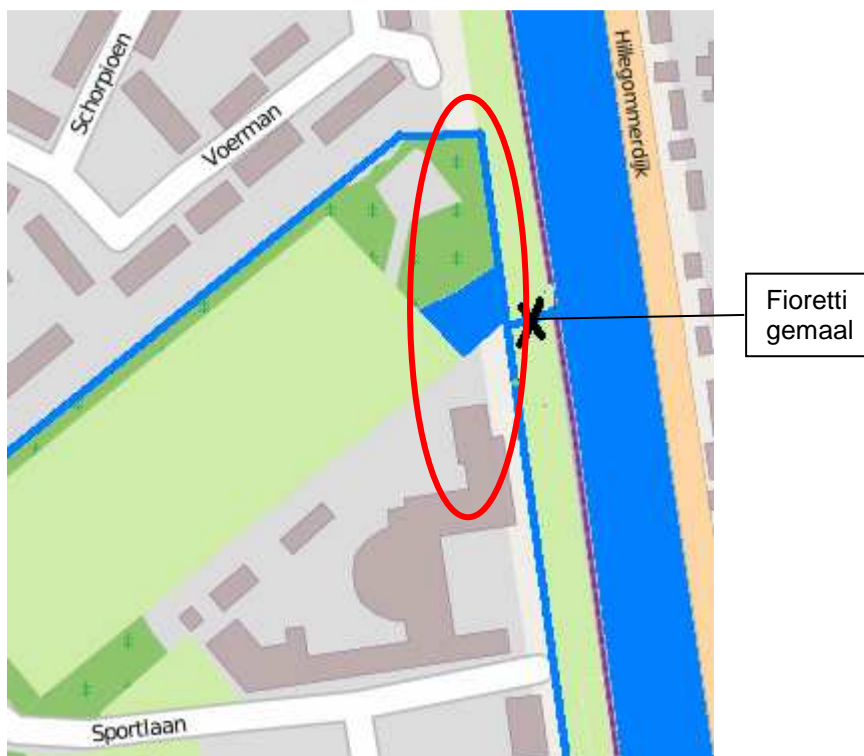 Schorpioen
Voerman
Hillegommerdijk
Fioretti
gemaal
Sportlaan